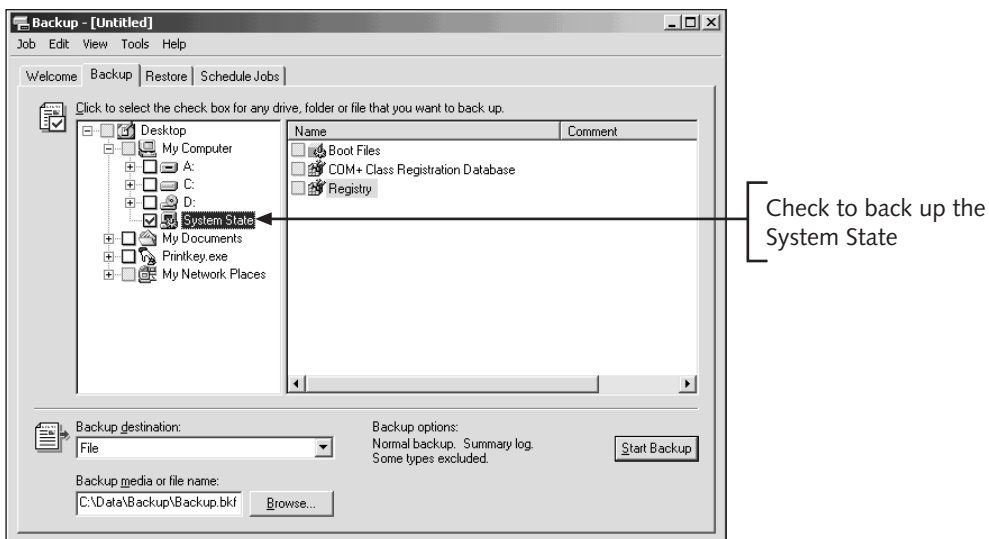 Backup - [Untitled]
Job Edit View Tools Help
Welcome Backup Restore Schedule Jobs
Click to select the check box for any drive, folder or file that you want to back up.
Desktop
My Computer
A:
C:
D:
System State
My Documents
Printkey.exe
My Network Places
Name Comment
Boot Files
COM+ Class Registration Database
Registry
Check to back up the
System State
Backup destination:
File
Backup media or file name:
C:\Data\Backup\Backup.bkf Browse...
Backup options:
Normal backup. Summary log.
Some types excluded.
Start Backup